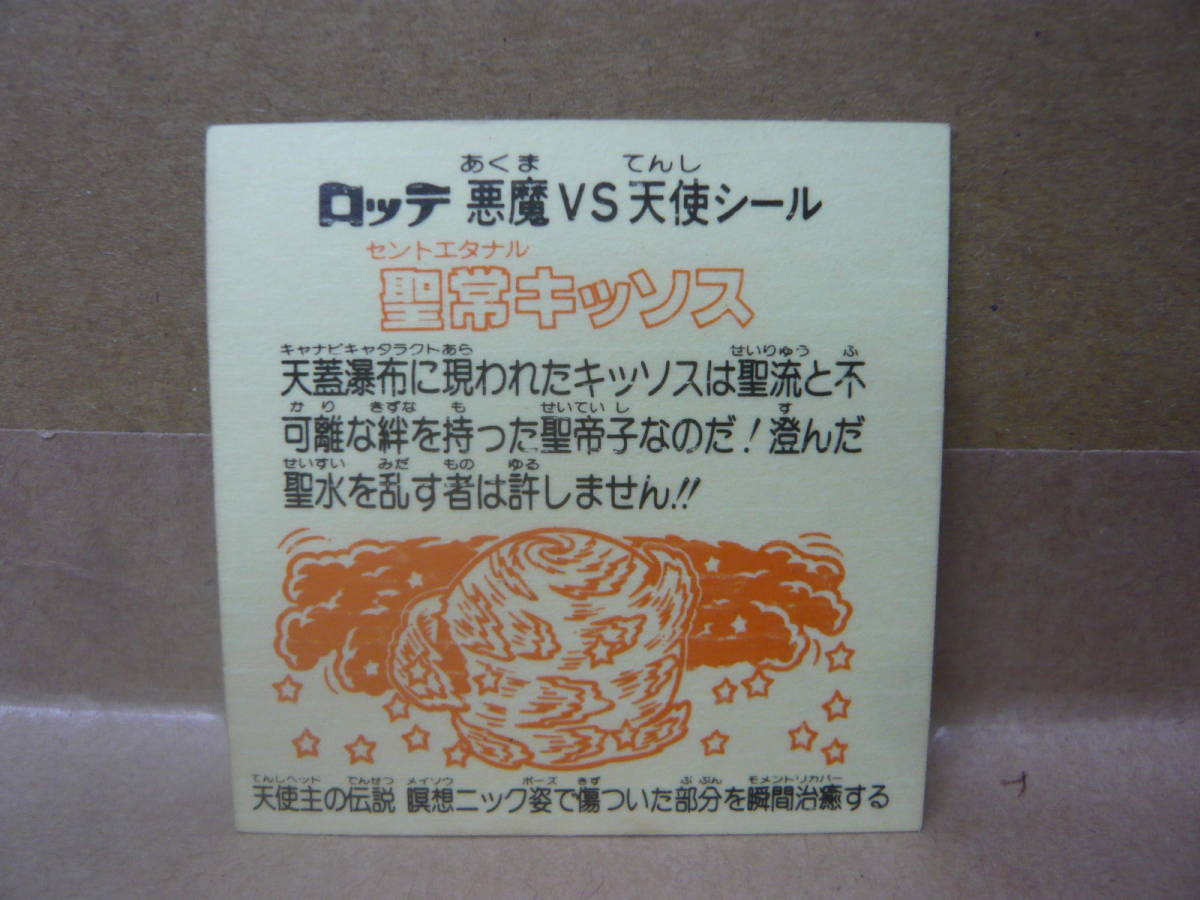 あくま てんし
ロッテ 悪魔VS天使シール
セントエタナル
聖常キッソス
キャナピキャタラクトあら せいりゅう ふ
天蓋瀑布に現われたキッソスは聖流と不
かり きずな も せいていし す
可離な絆を持った聖帝子なのだ！澄んだ
せいすい みだ もの ゆる
聖水を乱す者は許しません!!
てんしヘッド でんせつ メイソウ ポーズ きず ぶぶん モメントリカバー
天使主の伝説 瞑想ニック姿で傷ついた部分を瞬間治癒する